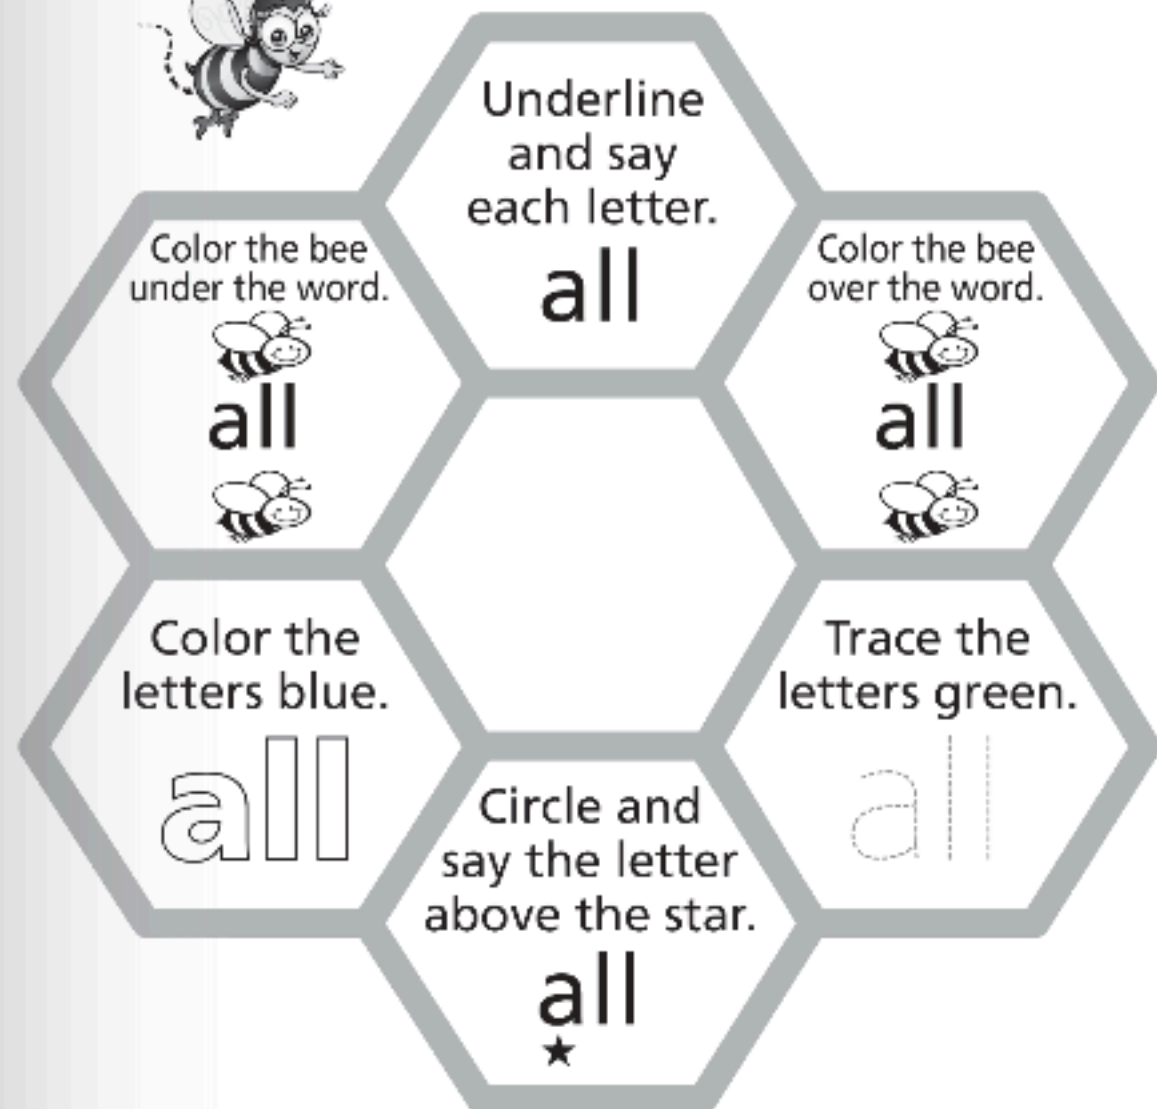 Underline
and say
each letter.
all
Color the bee
under the word.
all
Color the bee
over the word.
all
Color the
letters blue.
all
Trace the
letters green.
all
Circle and
say the letter
above the star.
all